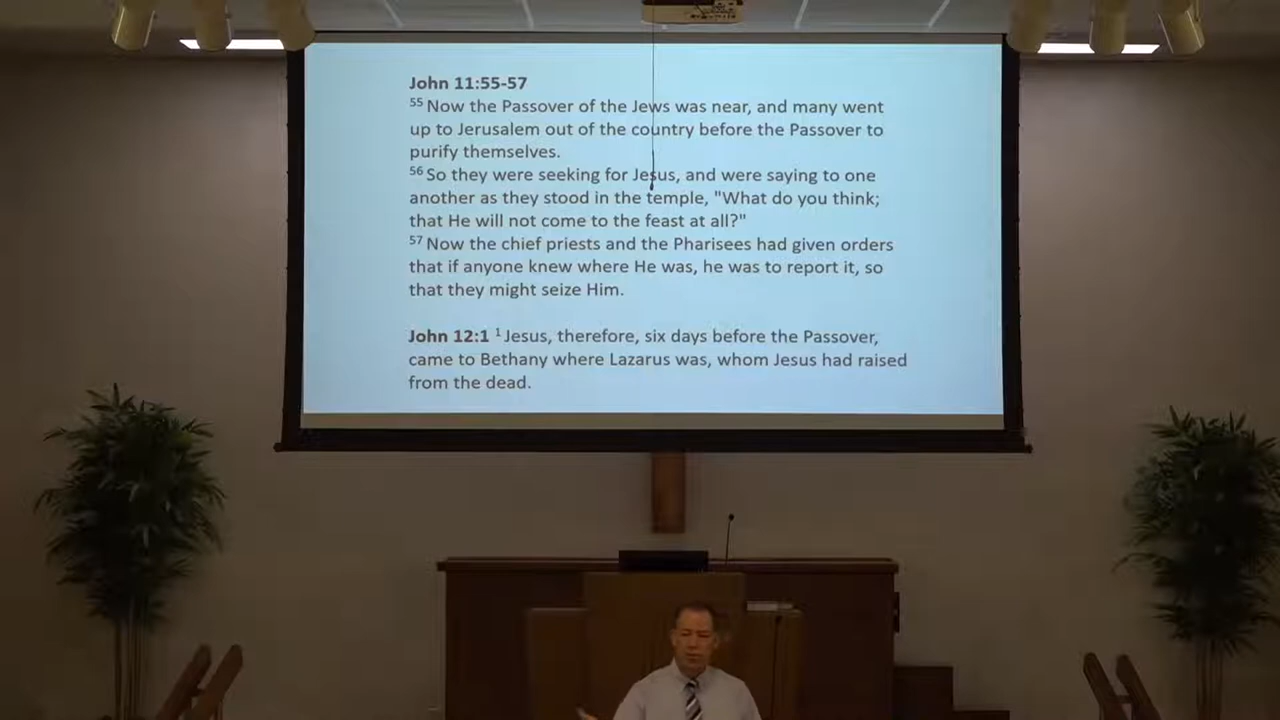 John 11:55-57
55 Now the Passover of the Jews was near, and many went
up to Jerusalem out of the country before the Passover to
purify themselves.
56 So they were seeking for Jesus, and were saying to one
another as they stood in the temple, "What do you think;
that He will not come to the feast at all?"
57 Now the chief priests and the Pharisees had given orders
that if anyone knew where He was, he was to report it, so
that they might seize Him.
John 12:1 1 Jesus, therefore, six days before the Passover,
came to Bethany where Lazarus was, whom Jesus had raised
from the dead.